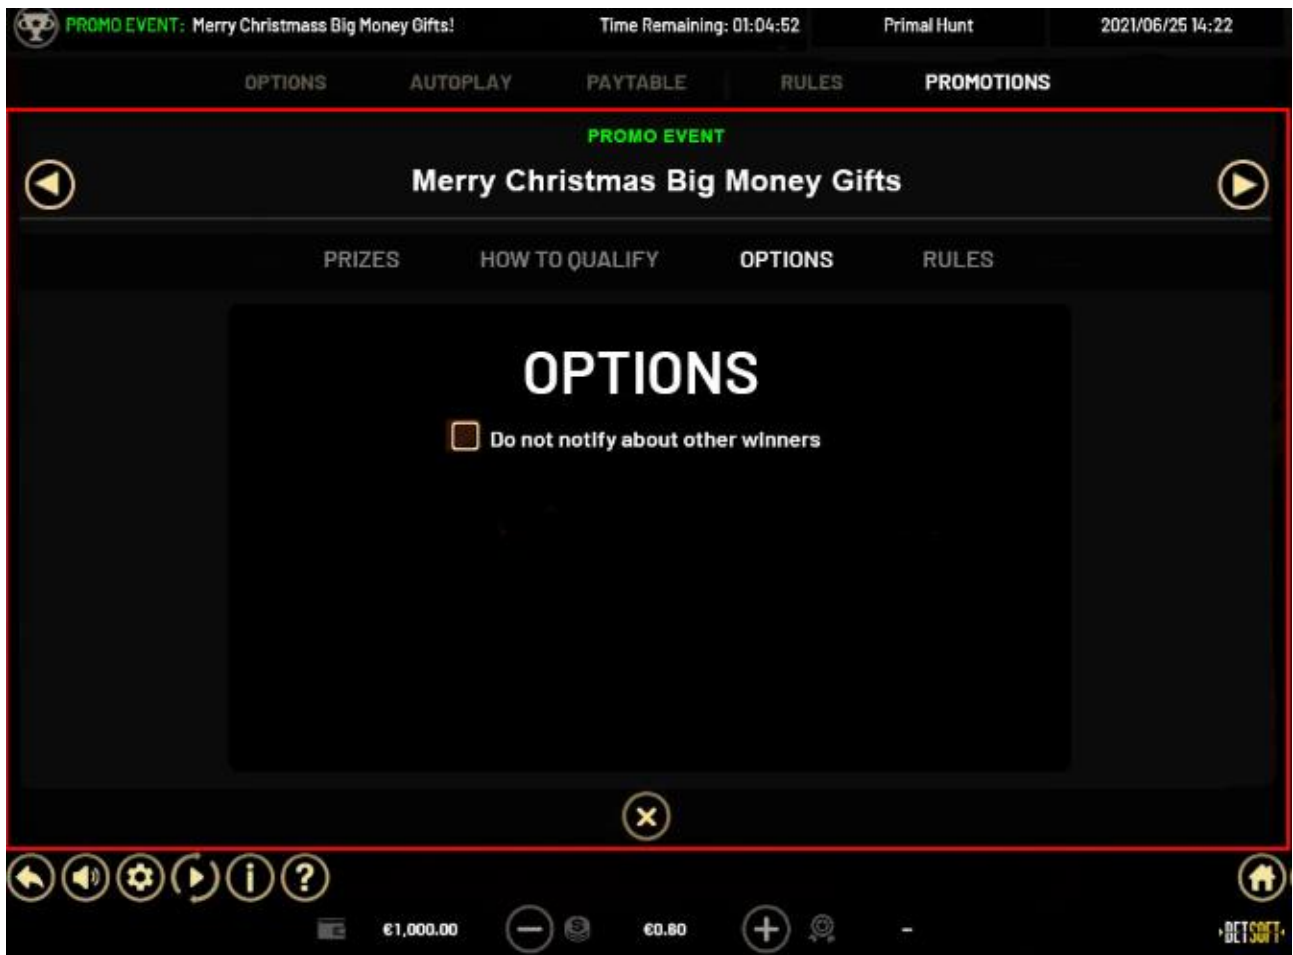 PROMO EVENT: Merry Christmass Big Money Gifts! Time Remaining: 01:04:52 Primal Hunt 2021/06/25 14:22
OPTIONS AUTOPLAY PAYTABLE RULES PROMOTIONS
PROMO EVENT
Merry Christmas Big Money Gifts
PRIZES HOW TO QUALIFY OPTIONS RULES
OPTIONS
Do not notify about other winners
€1,000.00 €0.60 -
BETSOFT